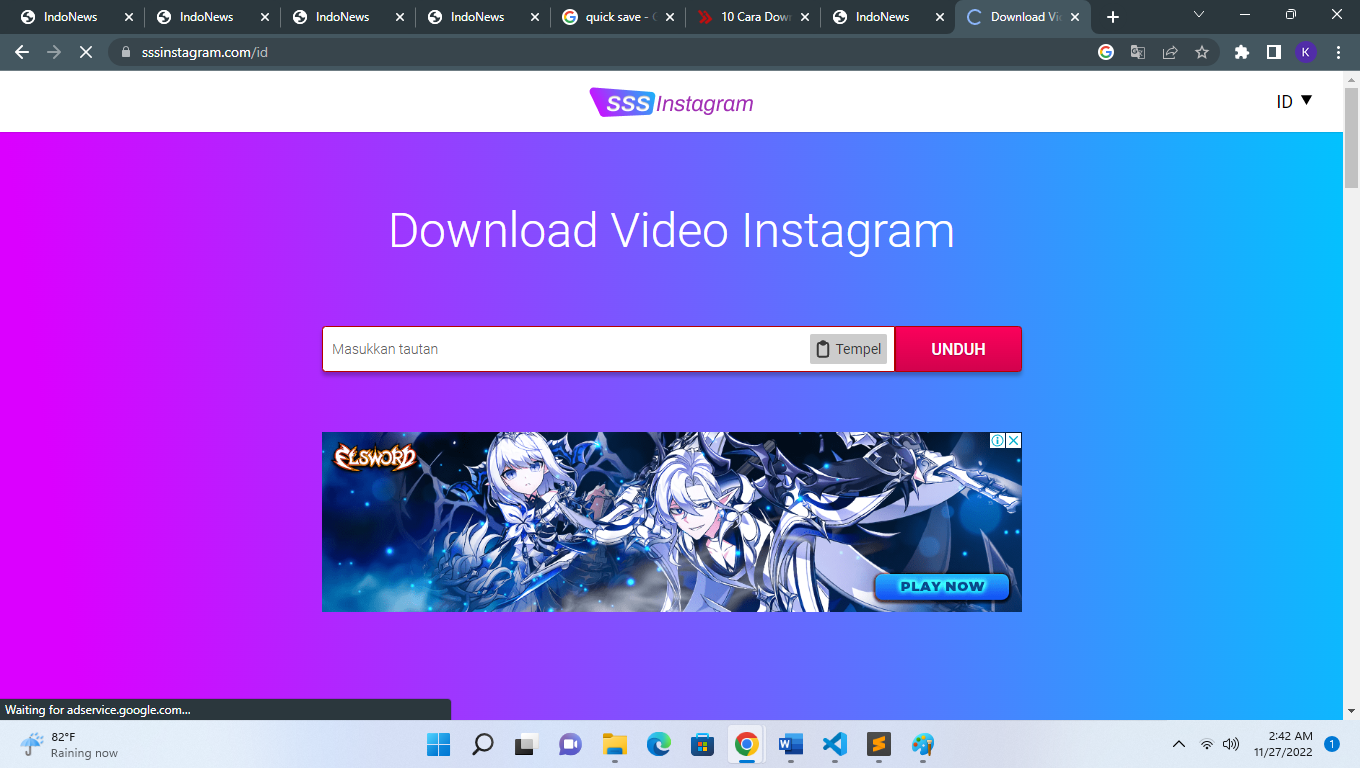 IndoNews
IndoNews
IndoNews
IndoNews
quick save - G
10 Cara Down
IndoNews
Download Vi
sssinstagram.com/id
K
SSS Instagram
ID
Download Video Instagram
Masukkan tautan
Tempel
UNDUH
ELSWORD
PLAY NOW
Waiting for adservice.google.com...
82°F
Raining now
2:42 AM
11/27/2022
1